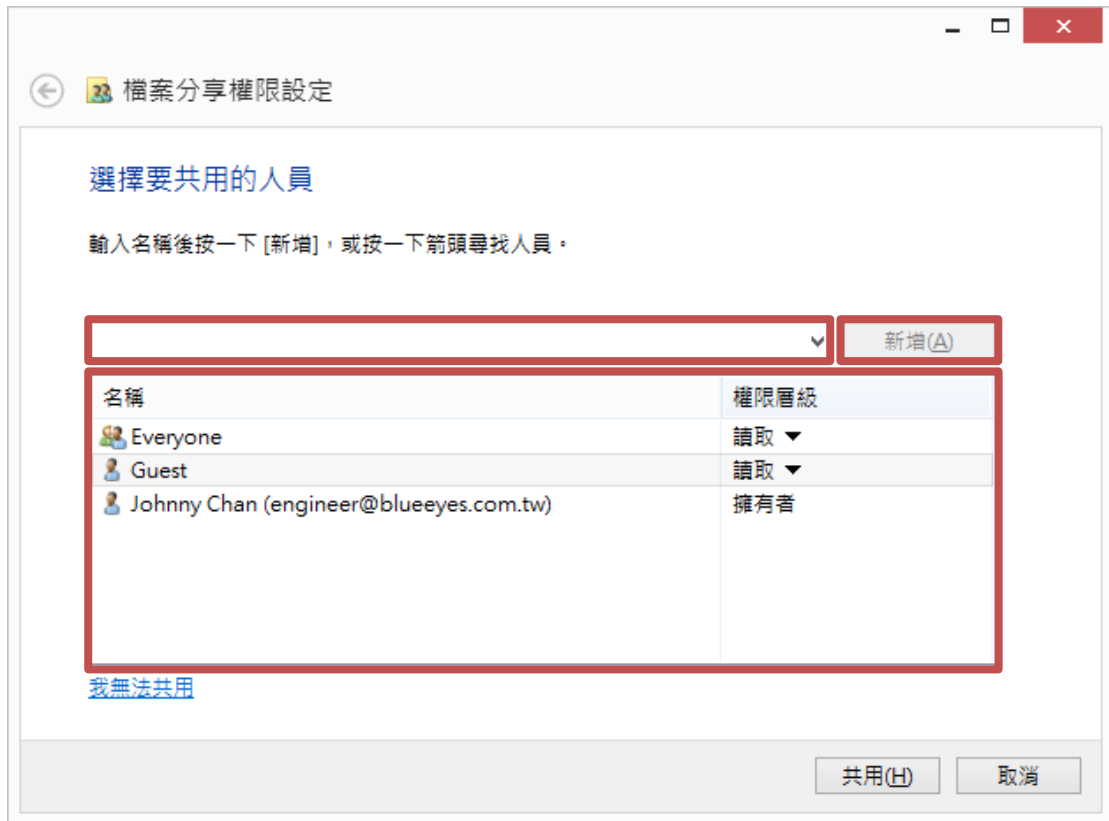 檔案分享權限設定
選擇要共用的人員
輸入名稱後按一下 [新增]，或按一下箭頭尋找人員。
新增(A)
名稱 權限層級
Everyone 讀取
Guest 讀取
Johnny Chan (engineer@blueeyes.com.tw) 擁有者
我無法共用
共用(H) 取消